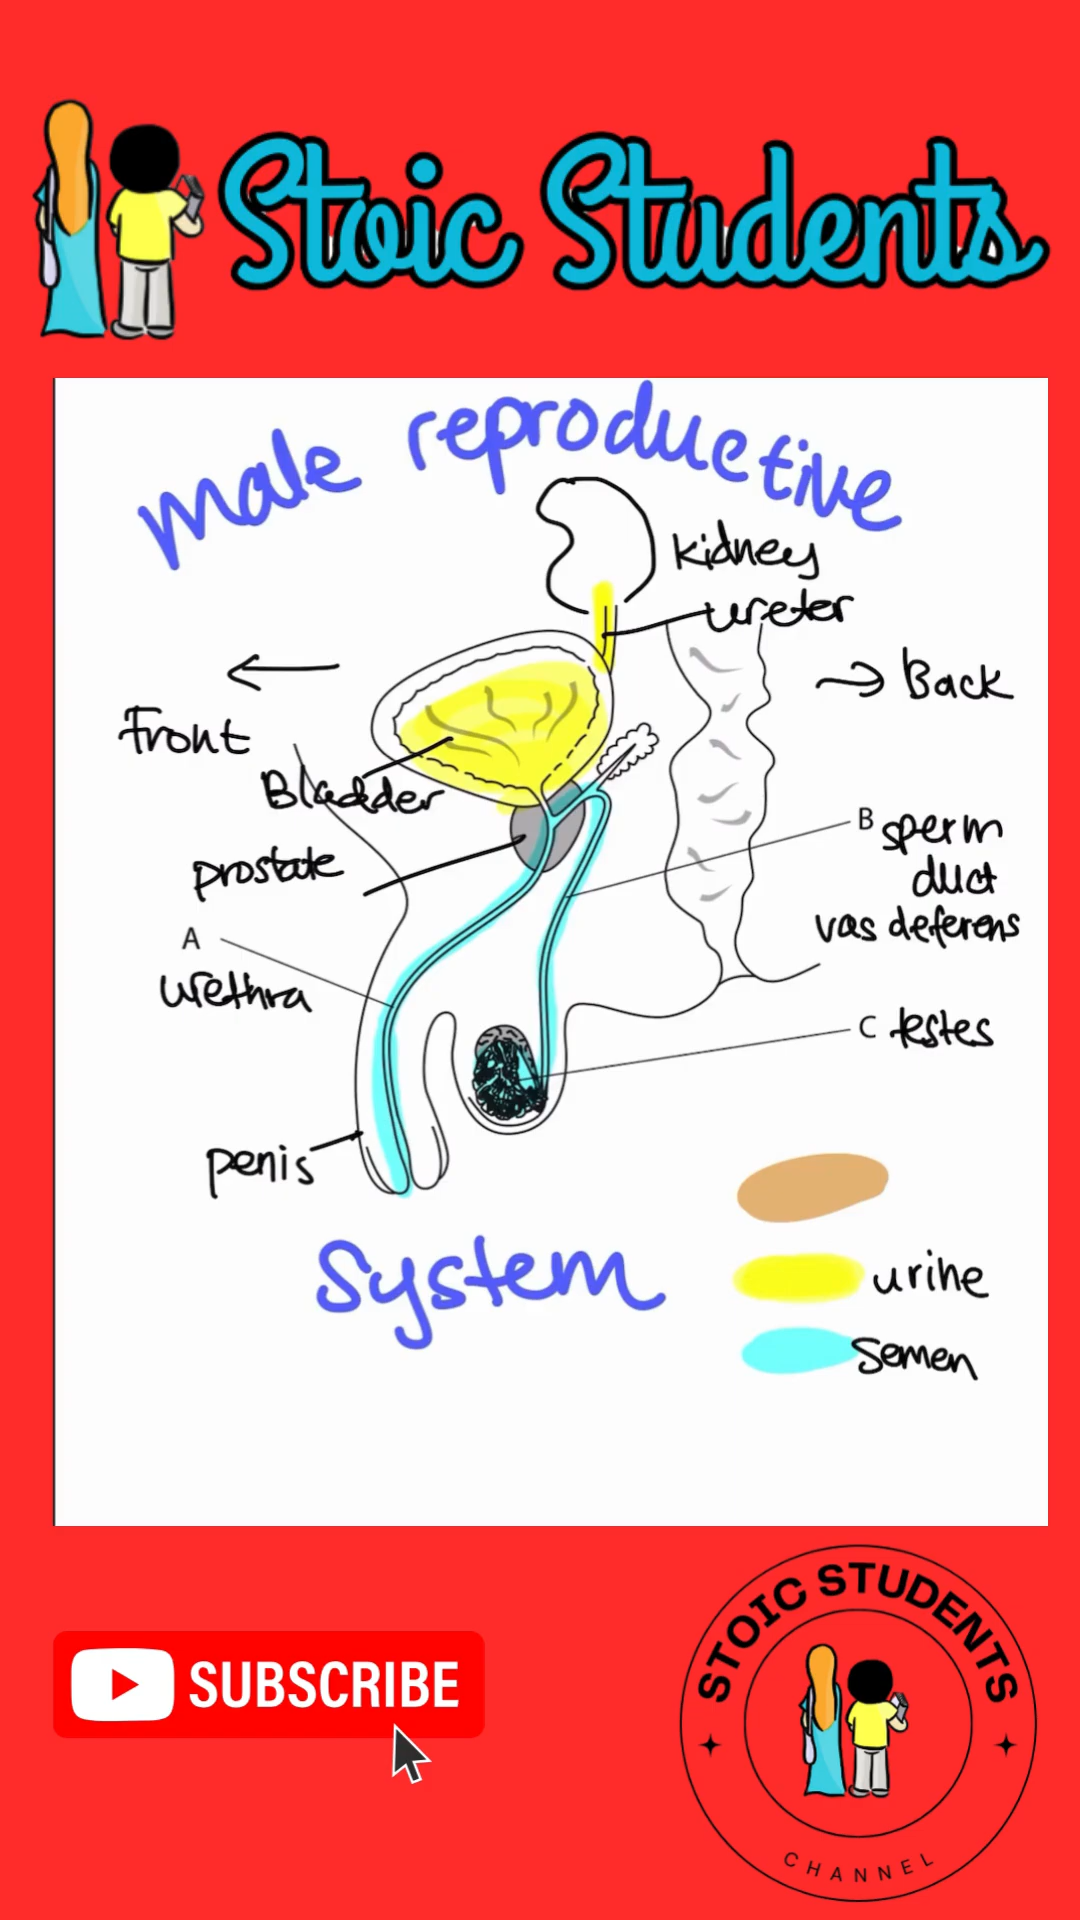 Stoic Students
male reproductive
kidney
ureter
Back
Front
Bladder
B sperm
duct
vas deferens
prostate
A
urethra
C testes
penis
System
urine
semen
SUBSCRIBE
STOIC STUDENTS
CHANNEL